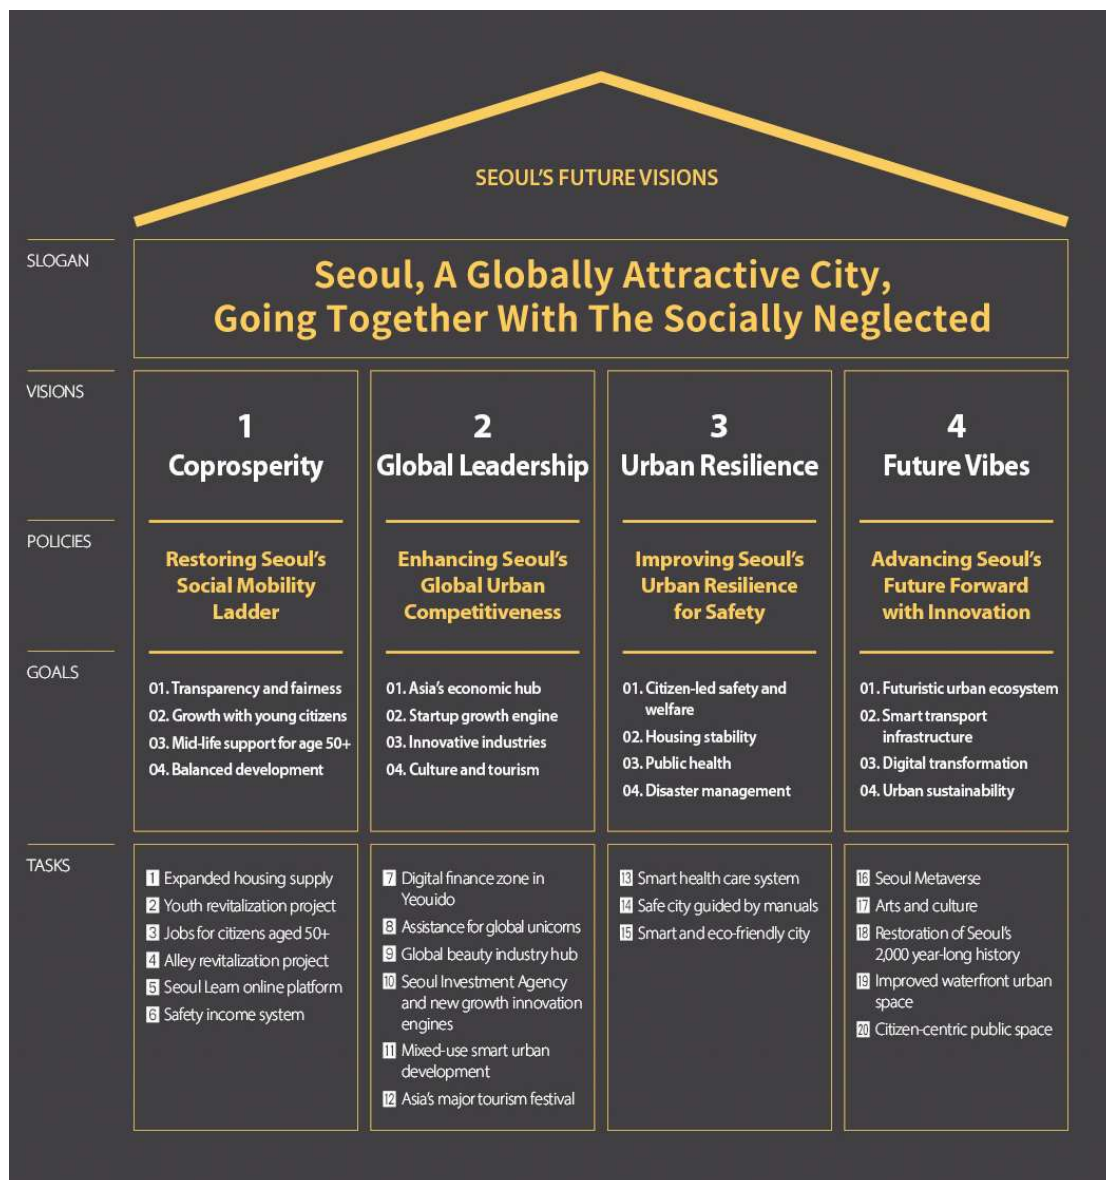 SEOUL'S FUTURE VISIONS
SLOGAN
Seoul, A Globally Attractive City,
Going Together With The Socially Neglected
VISIONS
1
Coprosperity
2
Global Leadership
3
Urban Resilience
4
Future Vibes
POLICIES
Restoring Seoul's
Social Mobility
Ladder
Enhancing Seoul's
Global Urban
Competitiveness
Improving Seoul's
Urban Resilience
for Safety
Advancing Seoul's
Future Forward
with Innovation
GOALS
01. Transparency and fairness
02. Growth with young citizens
03. Mid-life support for age 50+
04. Balanced development
01. Asia's economic hub
02. Startup growth engine
03. Innovative industries
04. Culture and tourism
01. Citizen-led safety and
welfare
02. Housing stability
03. Public health
04. Disaster management
01. Futuristic urban ecosystem
02. Smart transport
infrastructure
03. Digital transformation
04. Urban sustainability
TASKS
1 Expanded housing supply
2 Youth revitalization project
3 Jobs for citizens aged 50+
4 Alley revitalization project
5 Seoul Learn online platform
6 Safety income system
7 Digital finance zone in
Yeouido
8 Assistance for global unicorns
9 Global beauty industry hub
10 Seoul Investment Agency
and new growth innovation
engines
11 Mixed-use smart urban
development
12 Asia's major tourism festival
13 Smart health care system
14 Safe city guided by manuals
15 Smart and eco-friendly city
16 Seoul Metaverse
17 Arts and culture
18 Restoration of Seoul's
2,000 year-long history
19 Improved waterfront urban
space
20 Citizen-centric public space